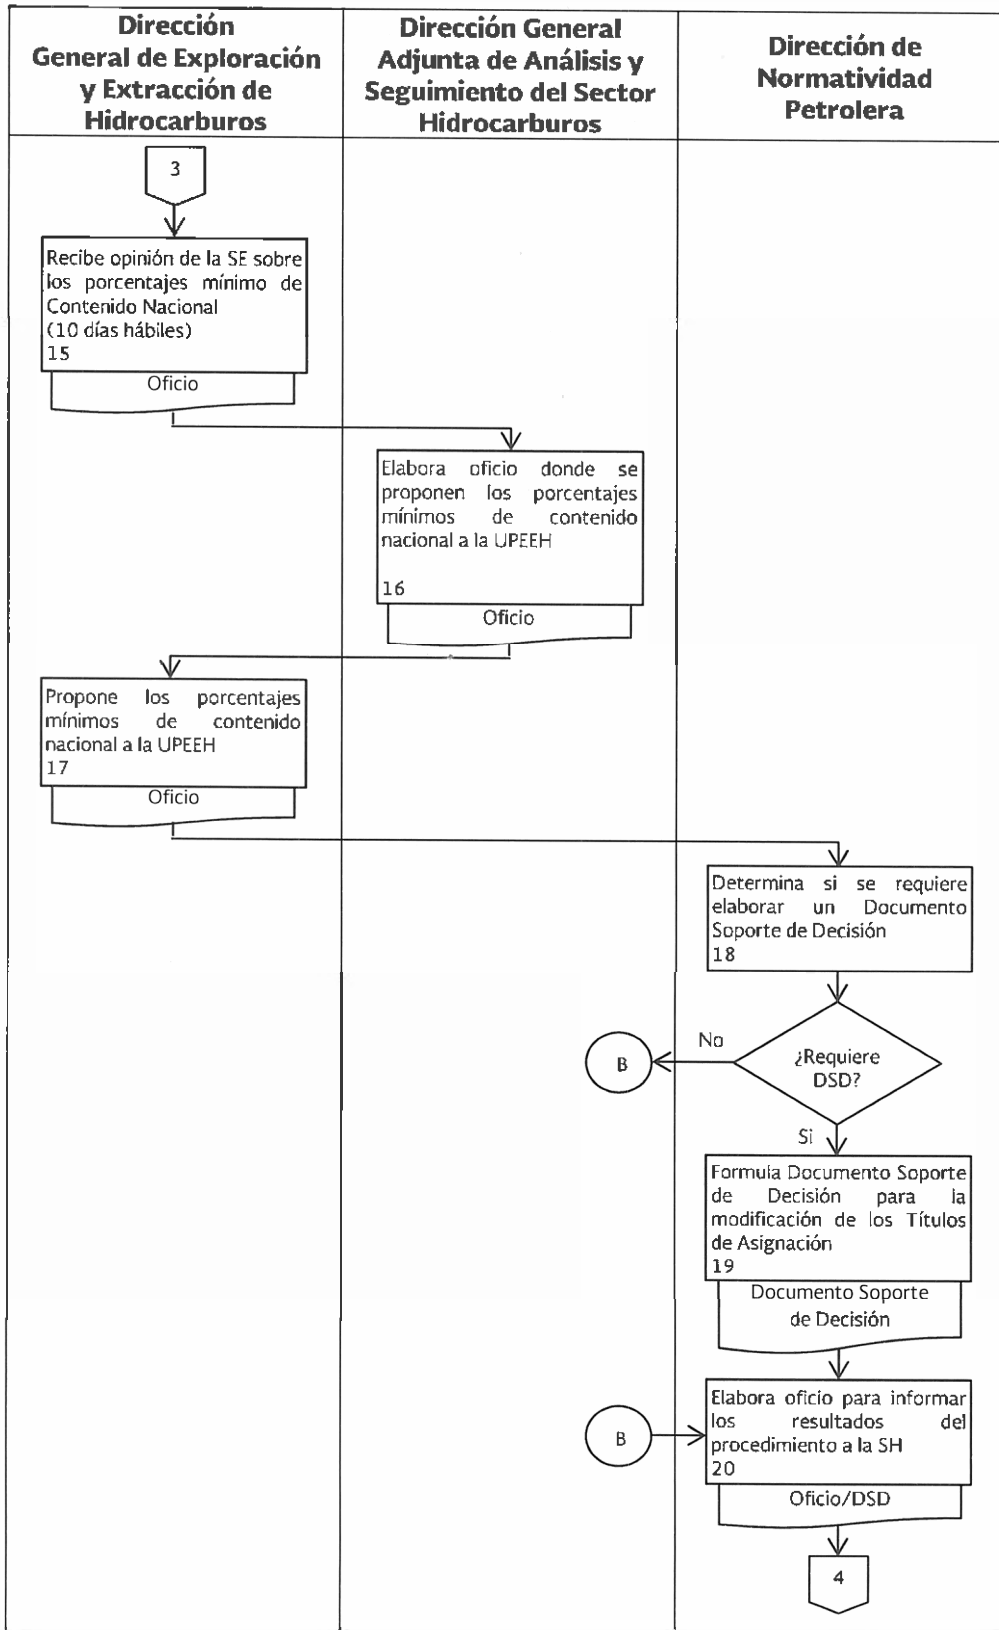 Dirección
General de Exploración
y Extracción de
Hidrocarburos
Dirección General
Adjunta de Análisis y
Seguimiento del Sector
Hidrocarburos
Dirección de
Normatividad
Petrolera
3
Recibe opinión de la SE sobre
los porcentajes mínimo de
Contenido Nacional
(10 días hábiles)
15
Oficio
Elabora oficio donde se
proponen los porcentajes
mínimos de contenido
nacional a la UPEEH
16
Oficio
Propone los porcentajes
mínimos de contenido
nacional a la UPEEH
17
Oficio
Determina si se requiere
elaborar un Documento
Soporte de Decisión
18
¿Requiere
DSD?
No
B
Si
Formula Documento Soporte
de Decisión para la
modificación de los Títulos
de Asignación
19
Documento Soporte
de Decisión
B
Elabora oficio para informar
los resultados del
procedimiento a la SH
20
Oficio/DSD
4